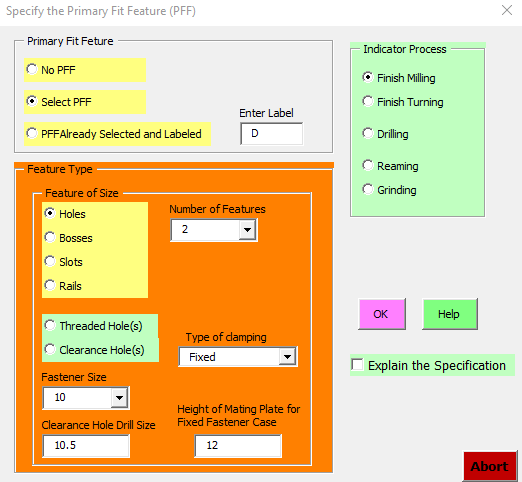 Specify the Primary Fit Feature (PFF)
Primary Fit Feture
No PFF
Select PFF
PFFAlready Selected and Labeled
Enter Label
D
Indicator Process
Finish Milling
Finish Turning
Drilling
Reaming
Grinding
Feature Type
Feature of Size
Holes
Bosses
Slots
Rails
Number of Features
2
Threaded Hole(s)
Clearance Hole(s)
Type of clamping
Fixed
Fastener Size
10
Clearance Hole Drill Size
10.5
Height of Mating Plate for
Fixed Fastener Case
12
OK
Help
Explain the Specification
Abort